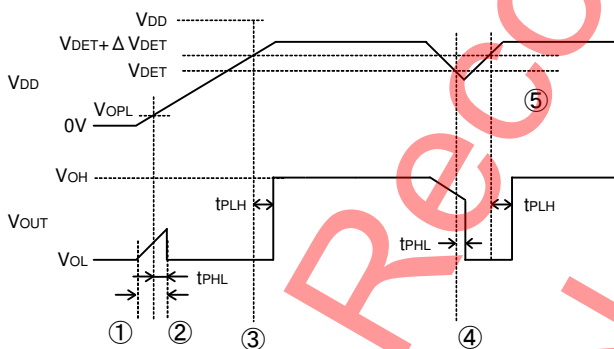 VDD
VDET+ΔVDET
VDET
VDD
VOPL
0V
⑤
VOH
tPLH
tPLH
VOUT
tPHL
VOL
tPHL
① ② ③ ④
Reco